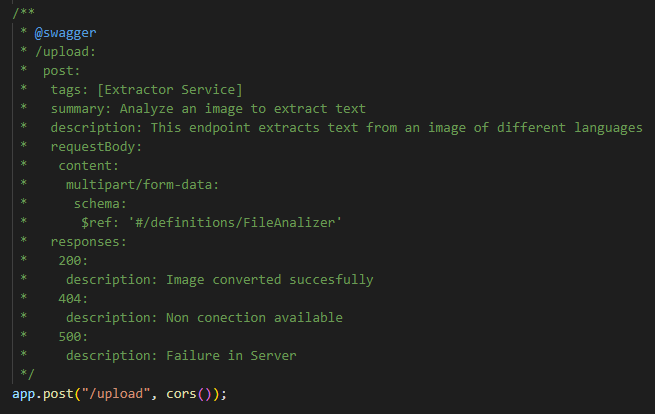 /**
 * @swagger
 * /upload:
 *  post:
 *   tags: [Extractor Service]
 *   summary: Analyze an image to extract text
 *   description: This endpoint extracts text from an image of different languages
 *   requestBody:
 *    content:
 *     multipart/form-data:
 *      schema:
 *       $ref: '#/definitions/FileAnalizer'
 *   responses:
 *    200:
 *     description: Image converted succesfully
 *    404:
 *     description: Non conection available
 *    500:
 *     description: Failure in Server
 */
app.post("/upload", cors());